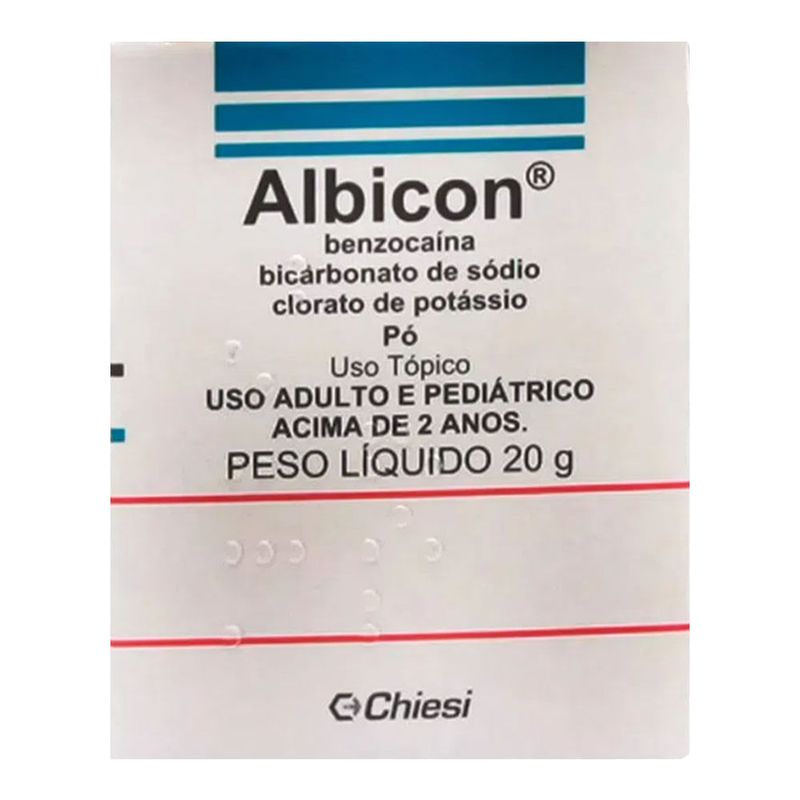 Albicon®
benzocaína
bicarbonato de sódio
clorato de potássio
Pó
Uso Tópico
USO ADULTO E PEDIÁTRICO
ACIMA DE 2 ANOS.
PESO LÍQUIDO 20 g
Chiesi